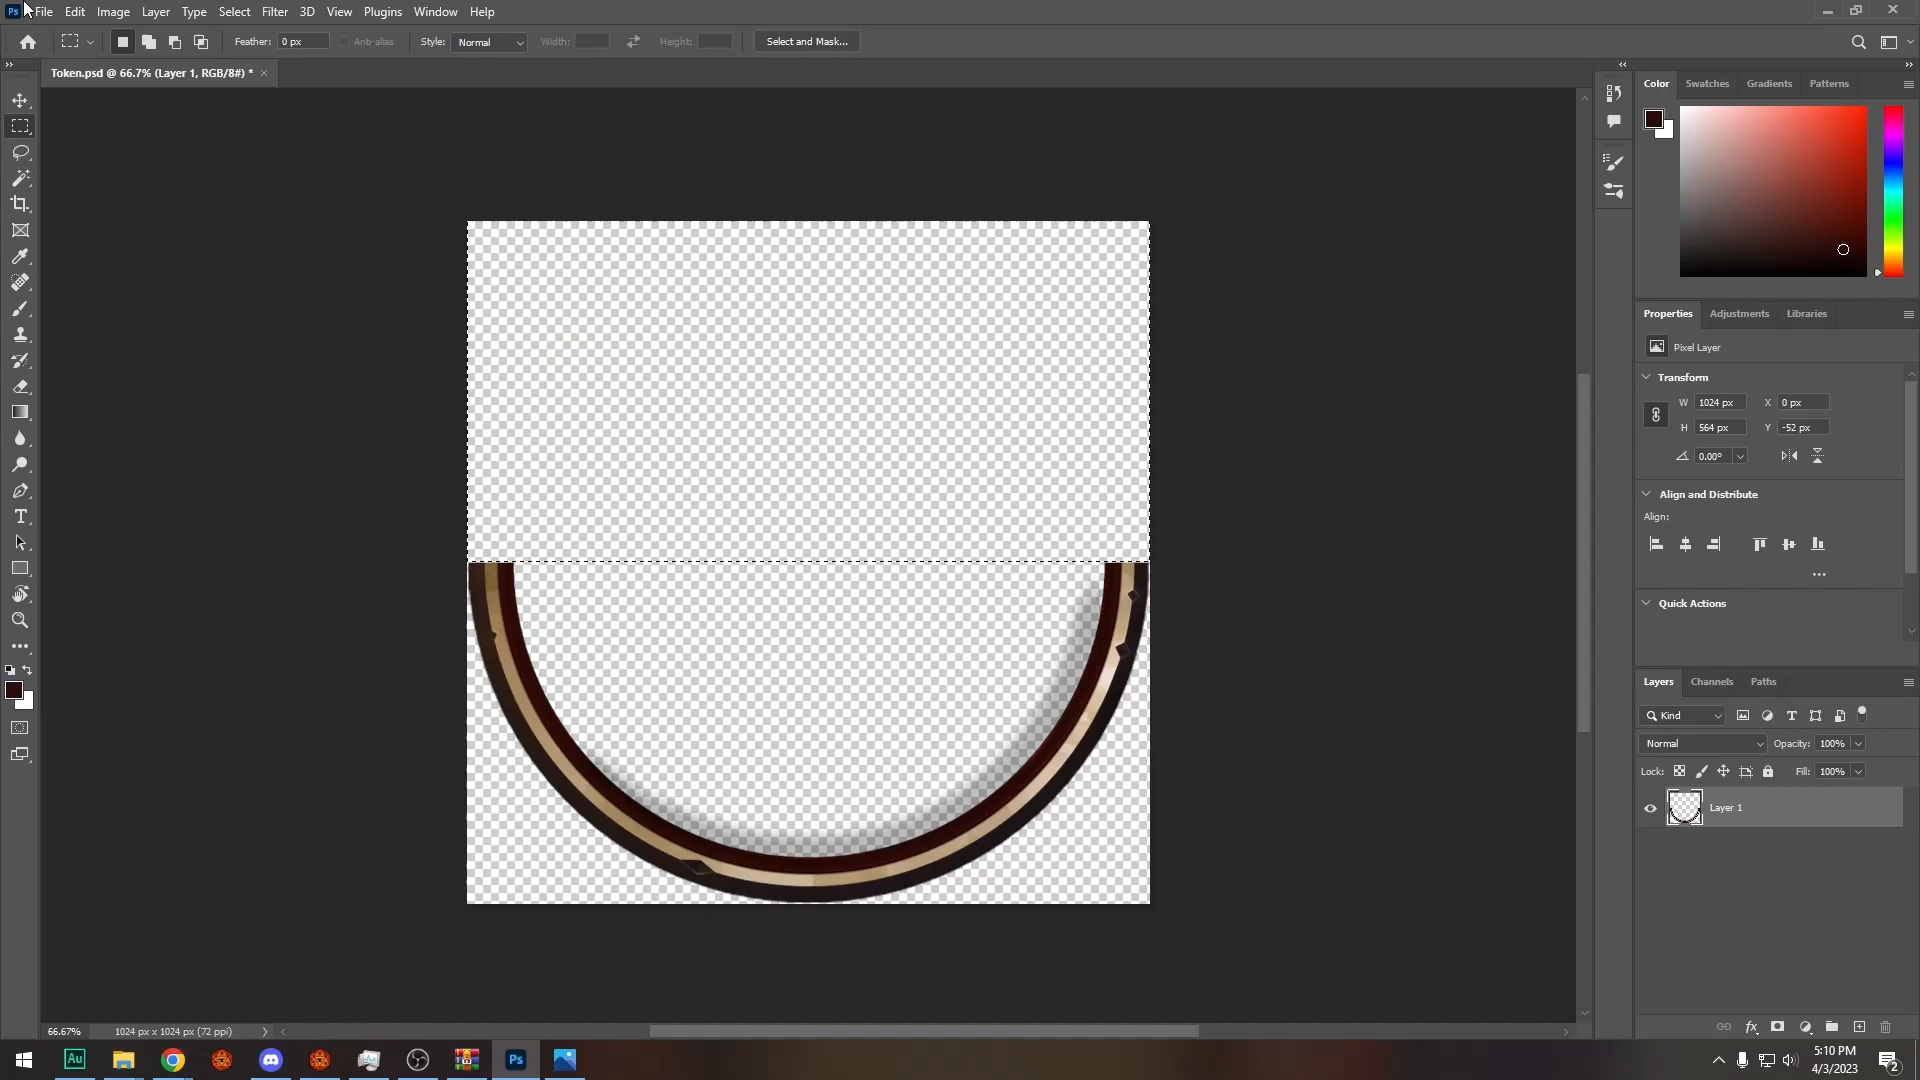 Ps File Edit Image Layer Type Select Filter 3D View Plugins Window Help
Feather: 0 px Anti-alias Style: Normal Width: Height: Select and Mask...
Token.psd @ 66.7% (Layer 1, RGB/8#) *
Color Swatches Gradients Patterns
Properties Adjustments Libraries
Pixel Layer
Transform
W 1024 px X 0 px
H 564 px Y -52 px
0.00°
Align and Distribute
Align:
Quick Actions
Layers Channels Paths
Kind
Normal Opacity: 100%
Lock: Fill: 100%
Layer 1
66.67% 1024 px x 1024 px (72 ppi)
Au Ps 5:10 PM
4/3/2023 2